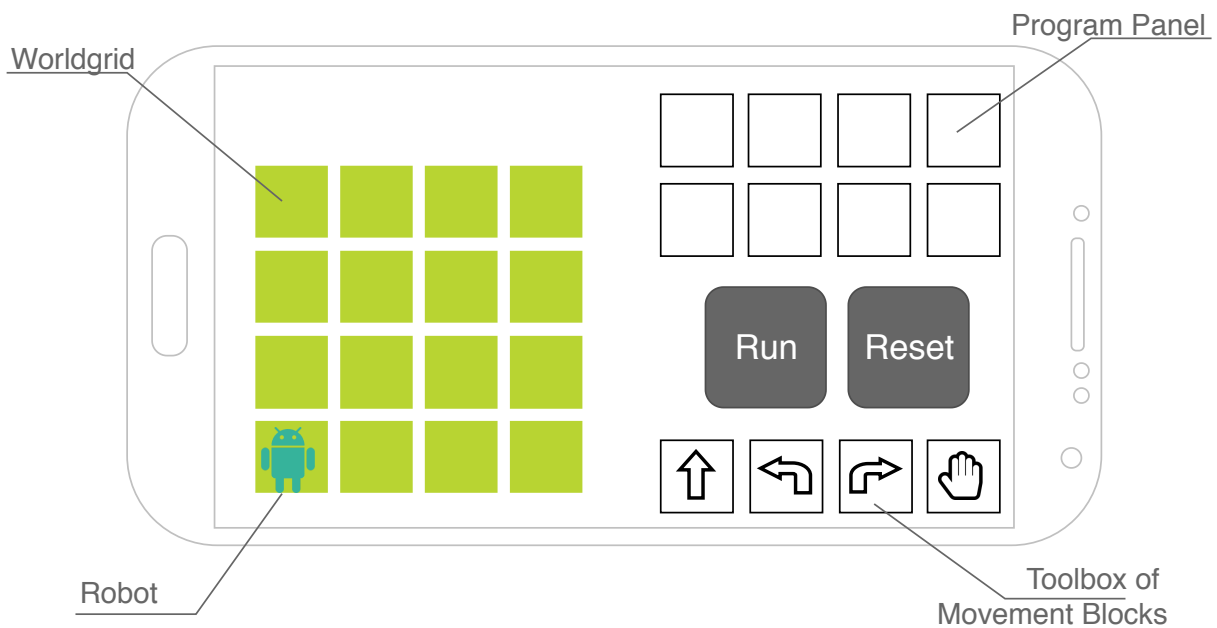 Program Panel
Worldgrid
Run
Reset
Robot
Toolbox of
Movement Blocks